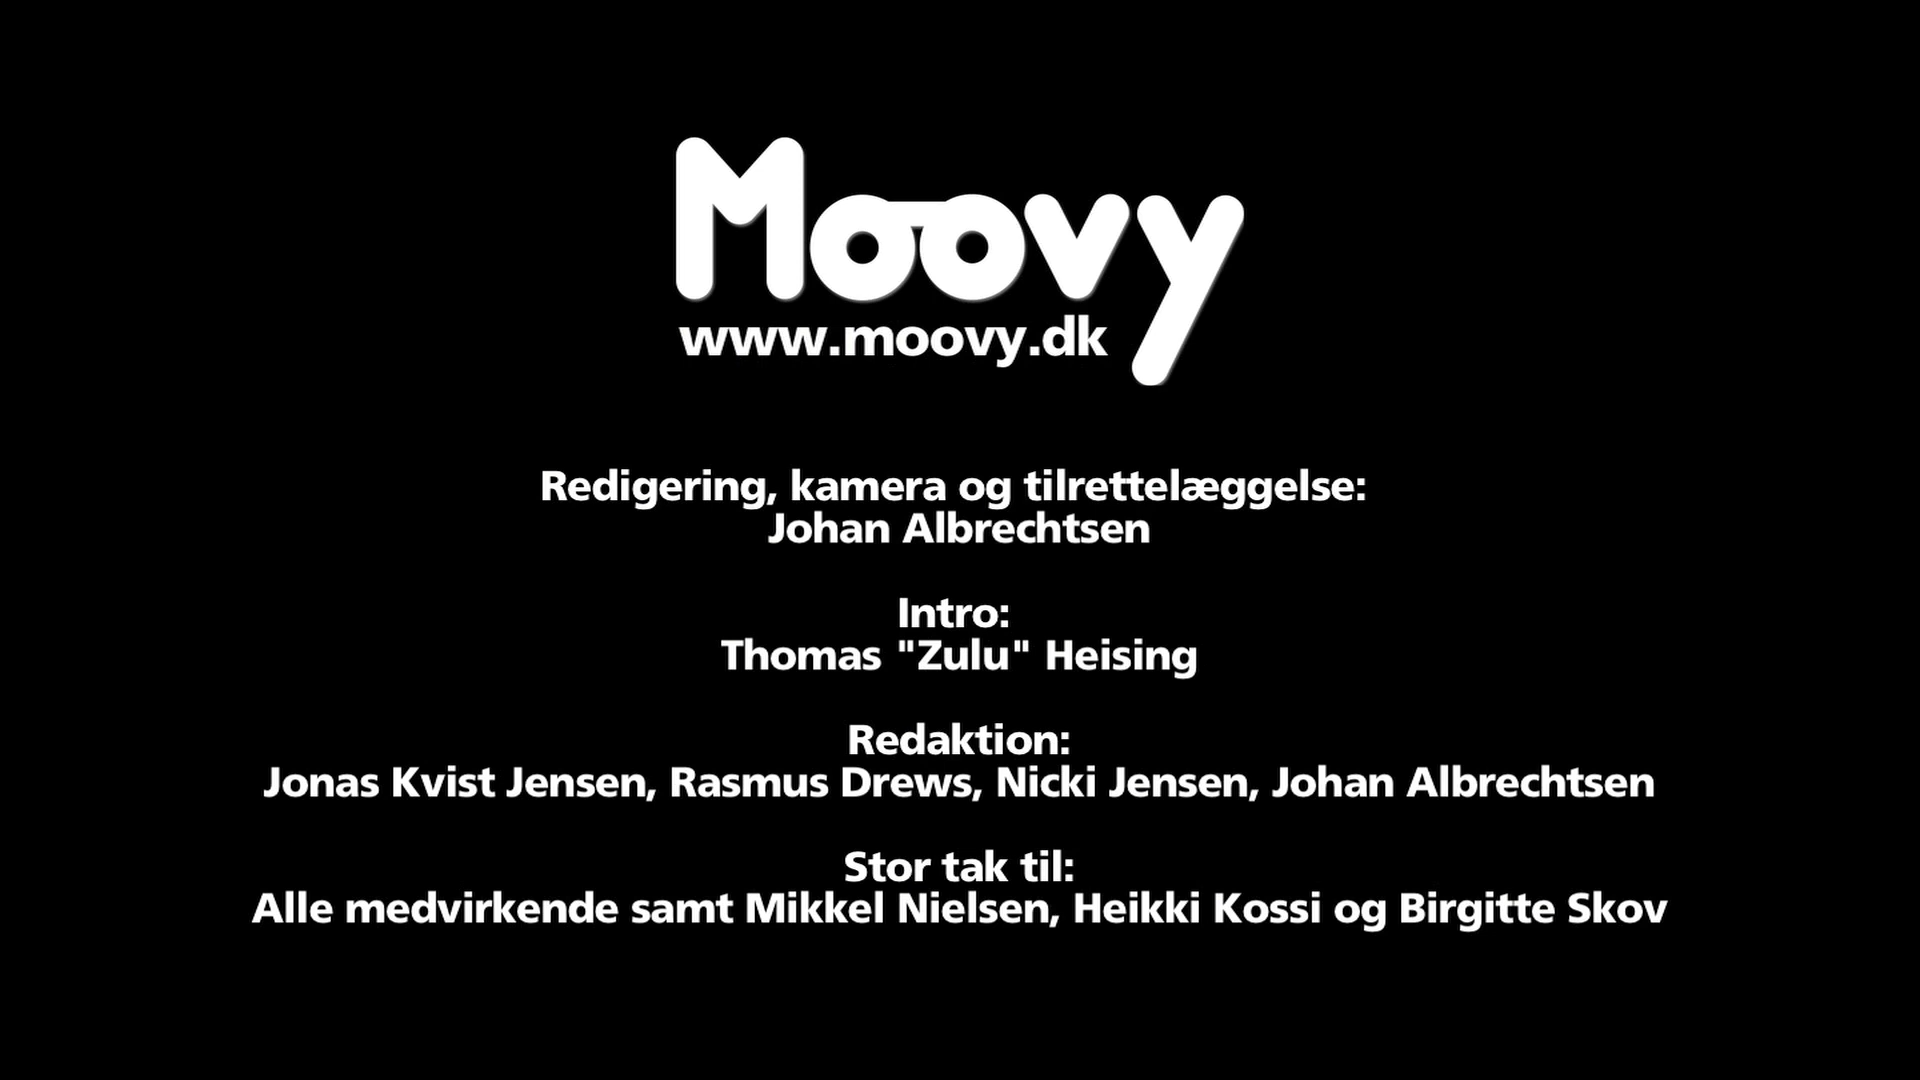 Moovy
www.moovy.dk
Redigering, kamera og tilrettelæggelse:
Johan Albrechtsen
Intro:
Thomas "Zulu" Heising
Redaktion:
Jonas Kvist Jensen, Rasmus Drews, Nicki Jensen, Johan Albrechtsen
Stor tak til:
Alle medvirkende samt Mikkel Nielsen, Heikki Kossi og Birgitte Skov